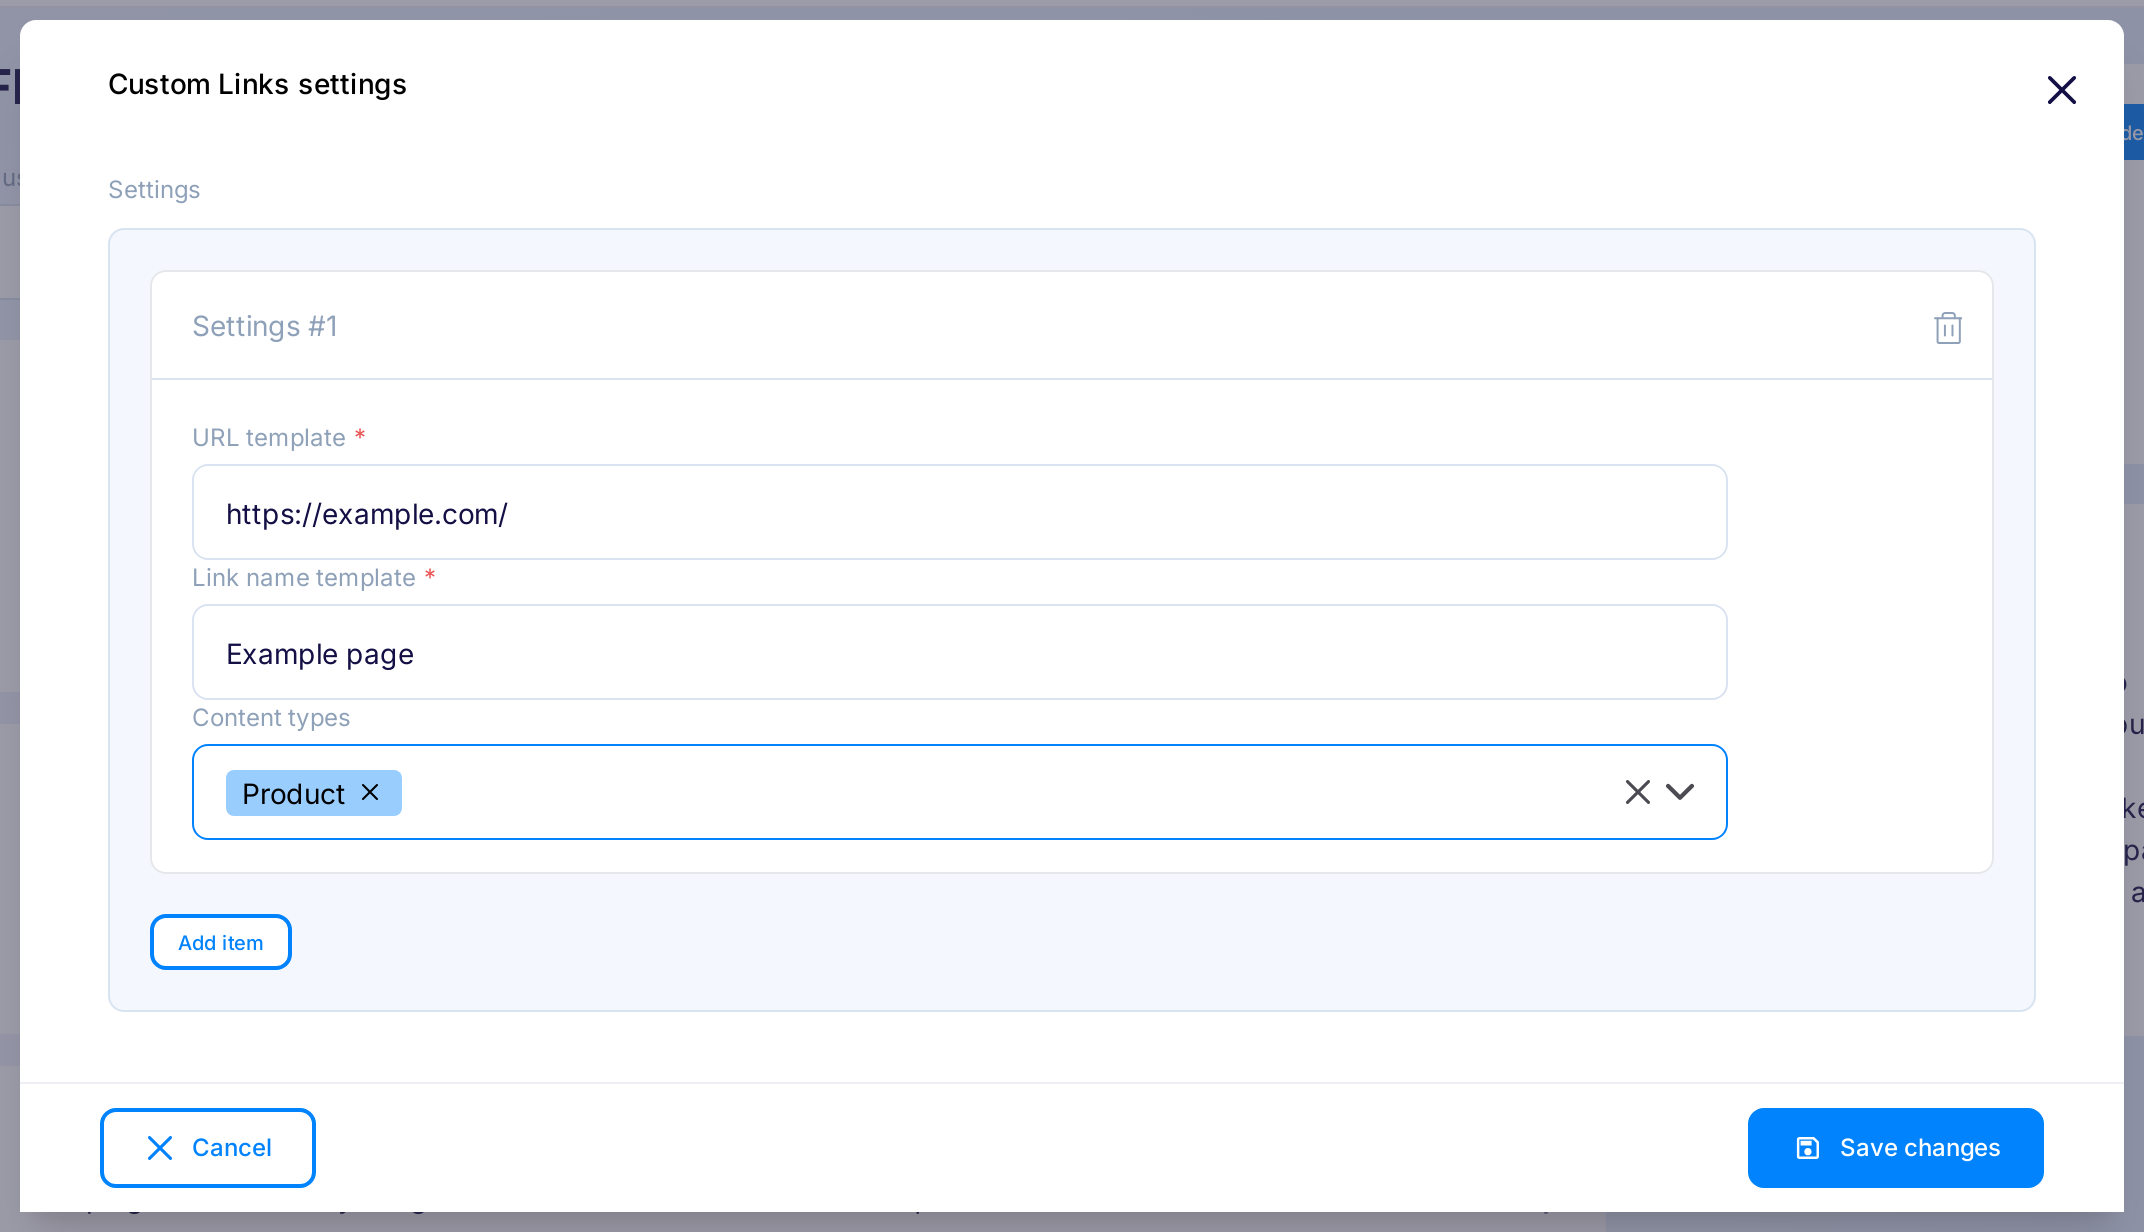 Custom Links settings
Settings
Settings #1
URL template *
https://example.com/
Link name template *
Example page
Content types
Product
Add item
Cancel
Save changes